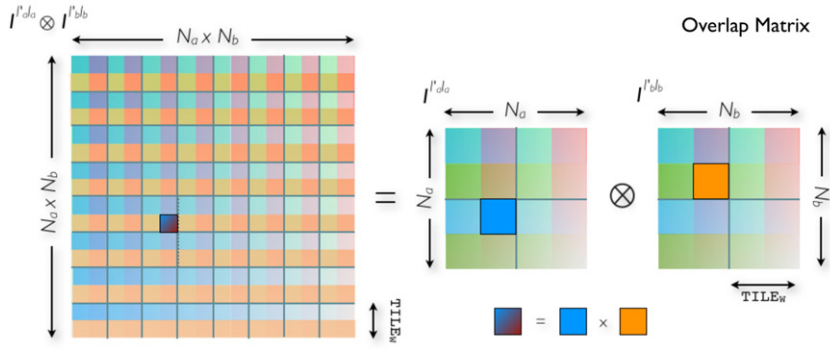 I^{l'_a l_a} ⊗ I^{l'_b l_b}
N_a x N_b
Overlap Matrix
N_a x N_b
TILE_W
=
I^{l'_a l_a}
N_a
N_a
⊗
I^{l'_b l_b}
N_b
N_b
TILE_W
= ×